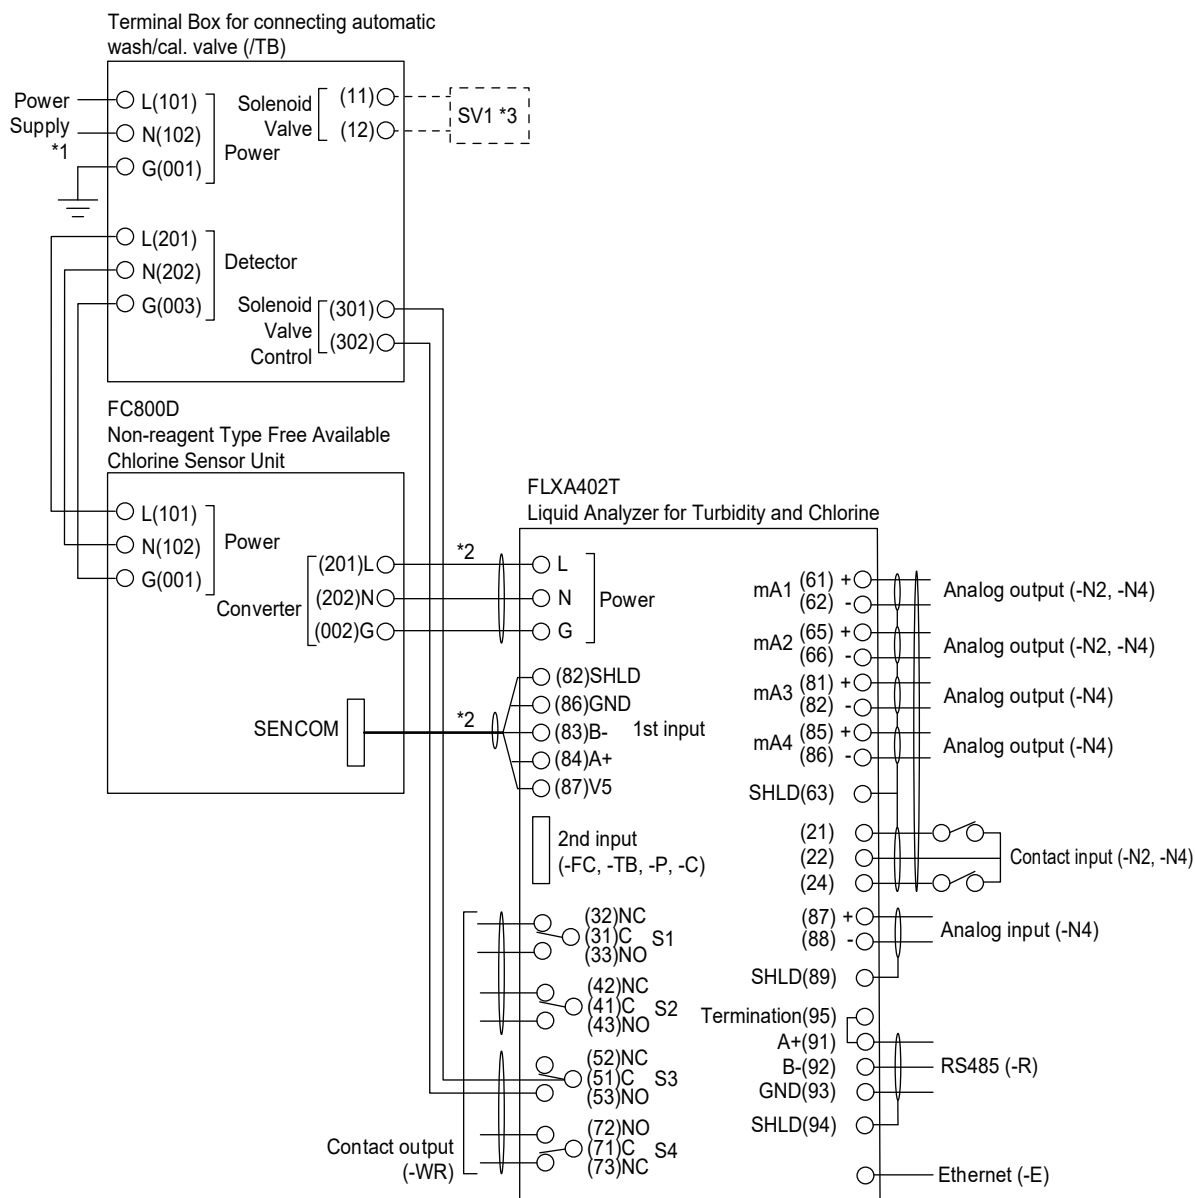 Terminal Box for connecting automatic
wash/cal. valve (/TB)
Power
Supply
*1
L(101)
N(102)
G(001)
Power
Solenoid
Valve
(11)
(12)
SV1 *3
L(201)
N(202)
G(003)
Detector
Solenoid
Valve
Control
(301)
(302)
FC800D
Non-reagent Type Free Available
Chlorine Sensor Unit
L(101)
N(102)
G(001)
Power
Converter
(201)L
(202)N
(002)G
*2
SENCOM
*2
FLXA402T
Liquid Analyzer for Turbidity and Chlorine
L
N
G
Power
(82)SHLD
(86)GND
(83)B-
(84)A+
(87)V5
1st input
2nd input
(-FC, -TB, -P, -C)
(32)NC
(31)C
(33)NO
S1
(42)NC
(41)C
(43)NO
S2
(52)NC
(51)C
(53)NO
S3
(72)NO
(71)C
(73)NC
S4
Contact output
(-WR)
mA1 (61) +
(62) -
Analog output (-N2, -N4)
mA2 (65) +
(66) -
Analog output (-N2, -N4)
mA3 (81) +
(82) -
Analog output (-N4)
mA4 (85) +
(86) -
Analog output (-N4)
SHLD(63)
(21)
(22)
(24)
Contact input (-N2, -N4)
(87) +
(88) -
Analog input (-N4)
SHLD(89)
Termination(95)
A+(91)
B-(92)
GND(93)
SHLD(94)
RS485 (-R)
Ethernet (-E)